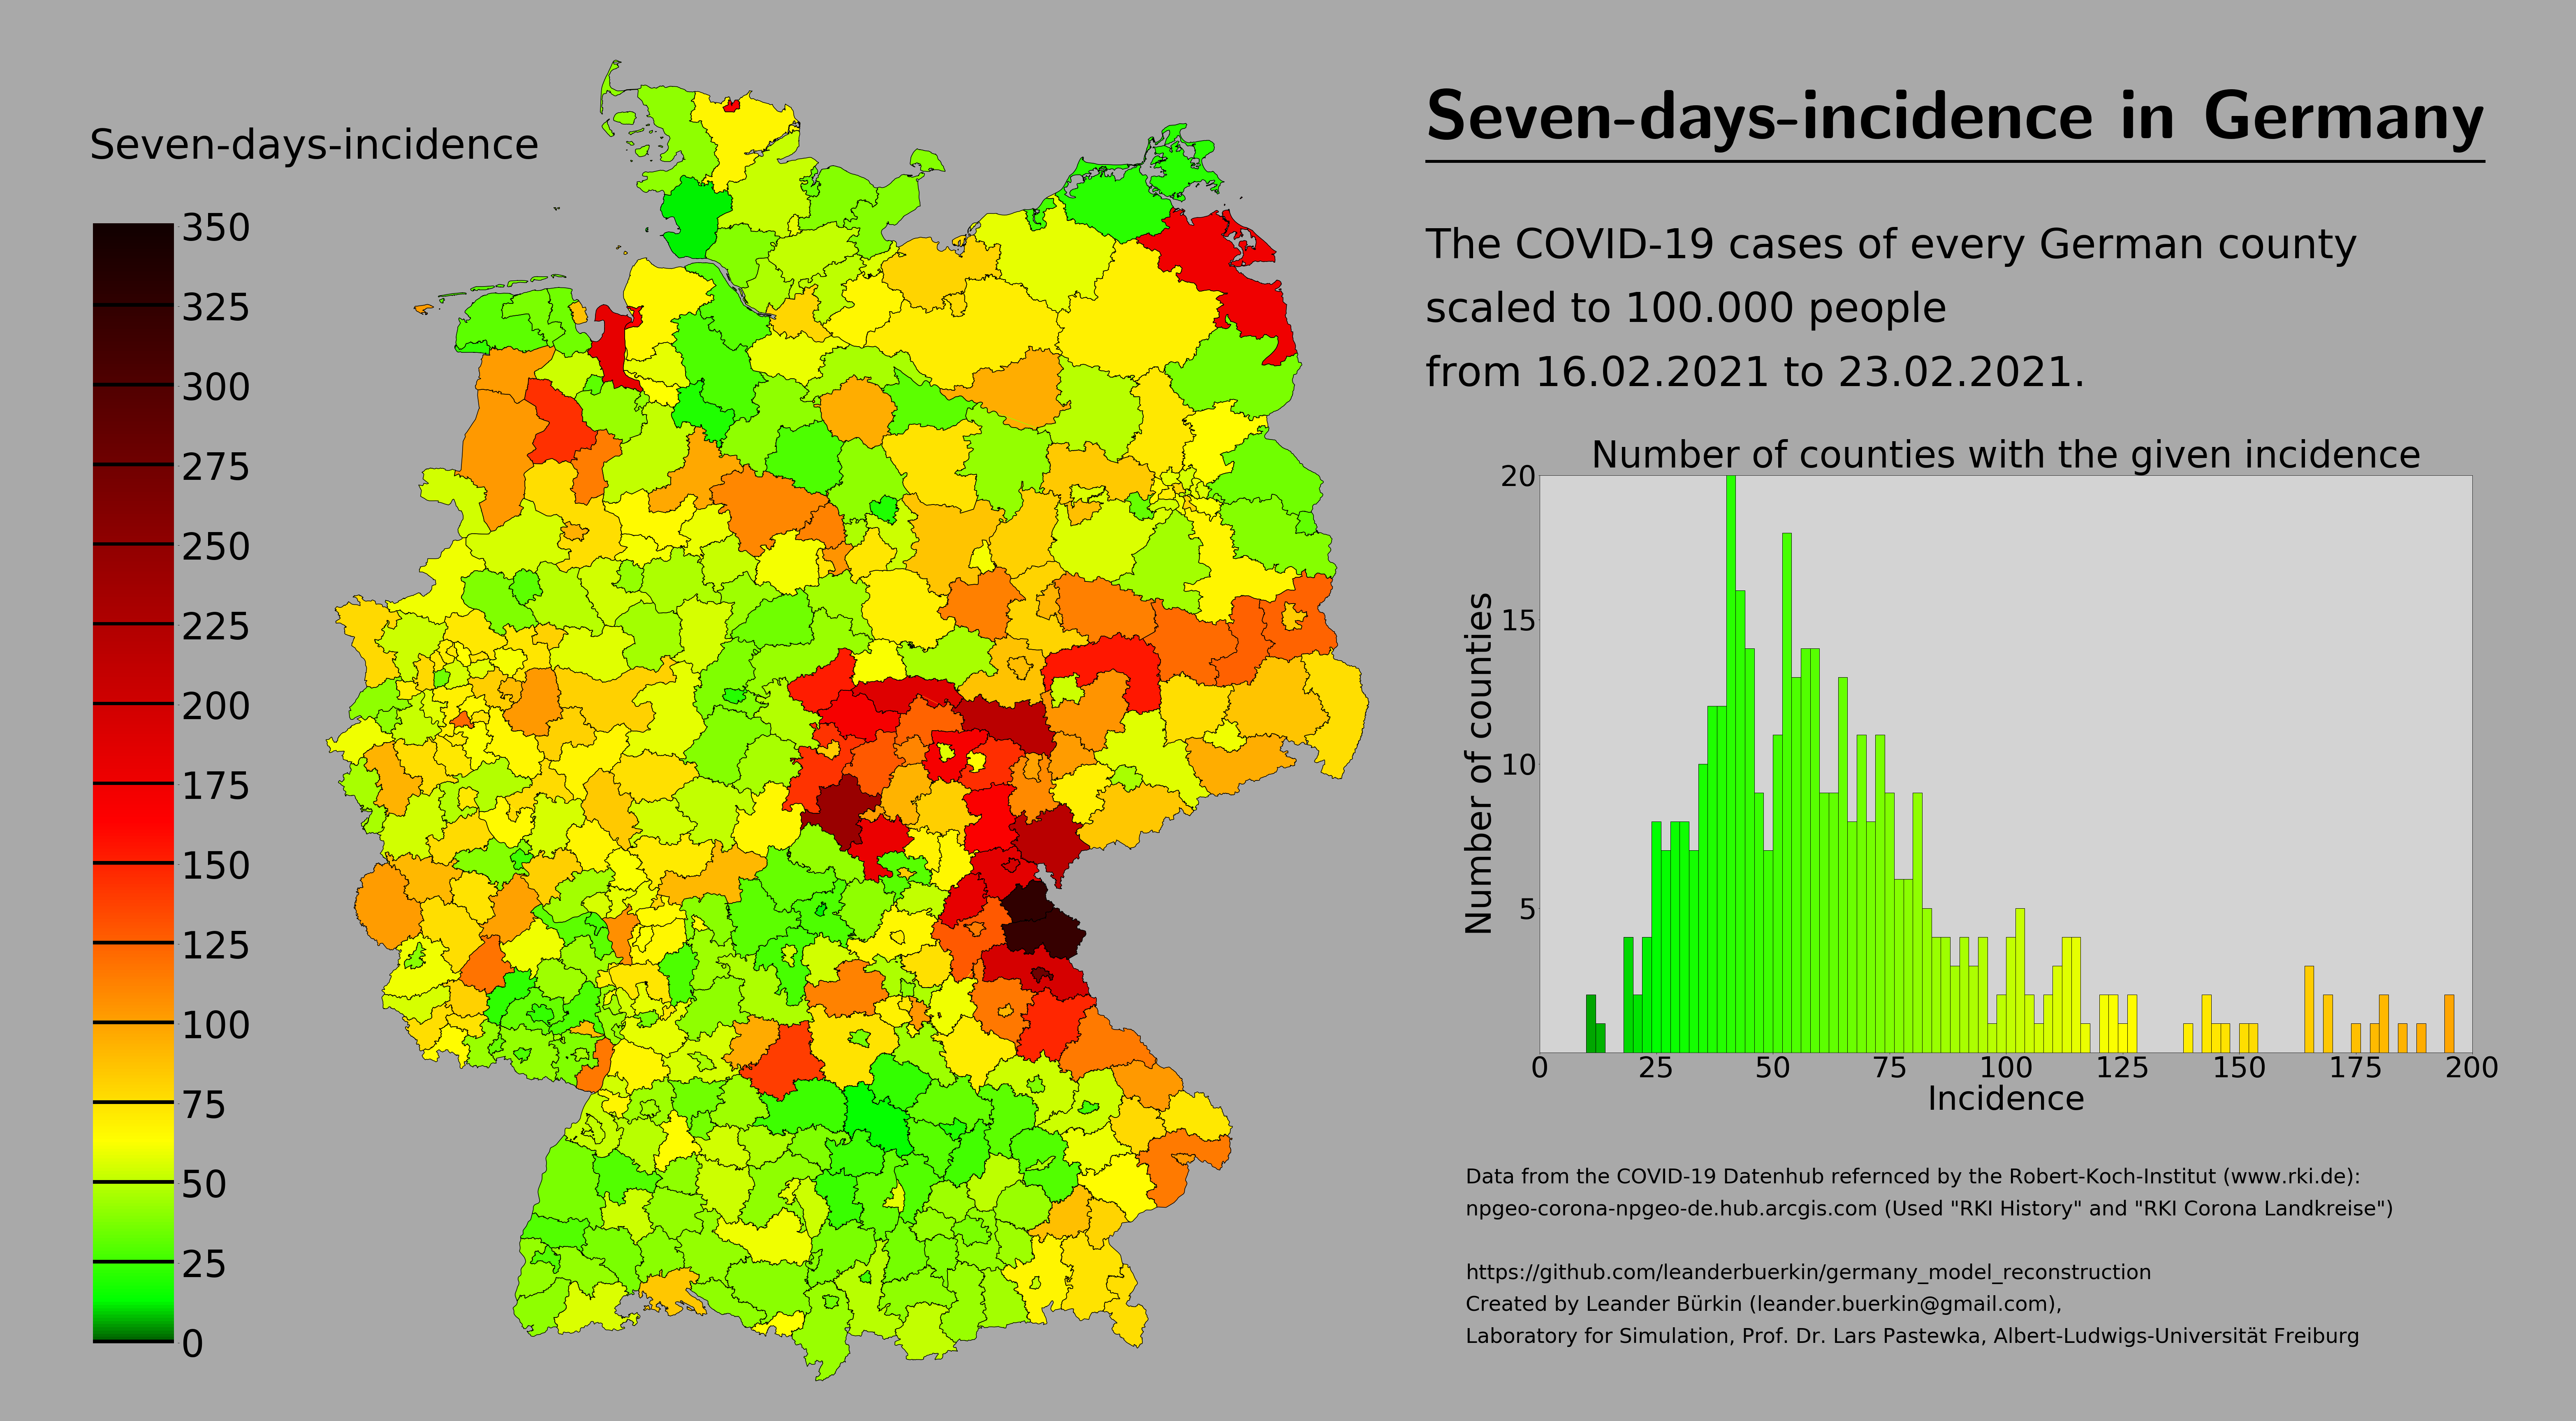 Seven-days-incidence in Germany
Seven-days-incidence
350
325
300
275
250
225
200
175
150
125
100
75
50
25
0
The COVID-19 cases of every German county
scaled to 100.000 people
from 16.02.2021 to 23.02.2021.
Number of counties with the given incidence
Number of counties
20
15
10
5
0 25 50 75 100 125 150 175 200
Incidence
Data from the COVID-19 Datenhub refernced by the Robert-Koch-Institut (www.rki.de):
npgeo-corona-npgeo-de.hub.arcgis.com (Used "RKI History" and "RKI Corona Landkreise")
https://github.com/leanderbuerkin/germany_model_reconstruction
Created by Leander Bürkin (leander.buerkin@gmail.com),
Laboratory for Simulation, Prof. Dr. Lars Pastewka, Albert-Ludwigs-Universität Freiburg